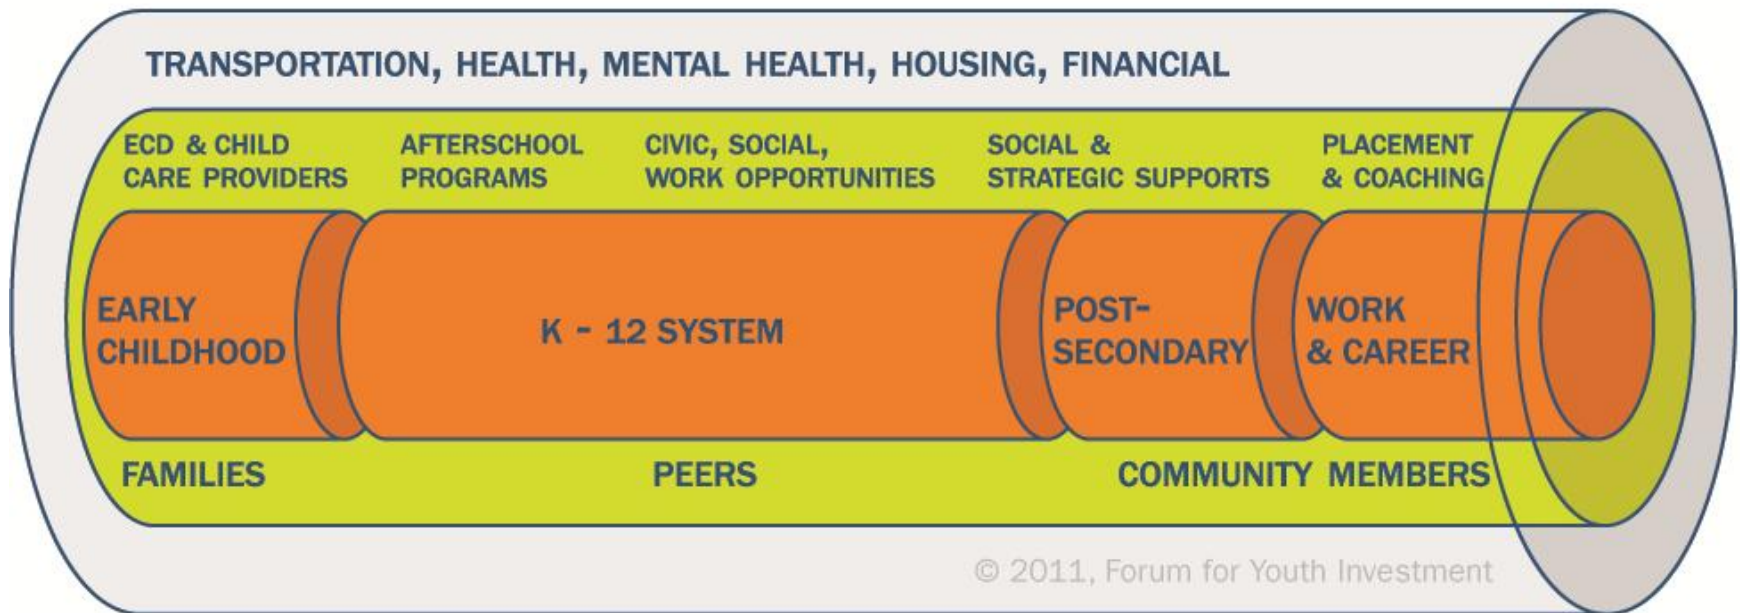 TRANSPORTATION, HEALTH, MENTAL HEALTH, HOUSING, FINANCIAL
ECD & CHILD
CARE PROVIDERS
AFTERSCHOOL
PROGRAMS
CIVIC, SOCIAL,
WORK OPPORTUNITIES
SOCIAL &
STRATEGIC SUPPORTS
PLACEMENT
& COACHING
EARLY
CHILDHOOD
K - 12 SYSTEM
POST-
SECONDARY
WORK
& CAREER
FAMILIES
PEERS
COMMUNITY MEMBERS
© 2011, Forum for Youth Investment